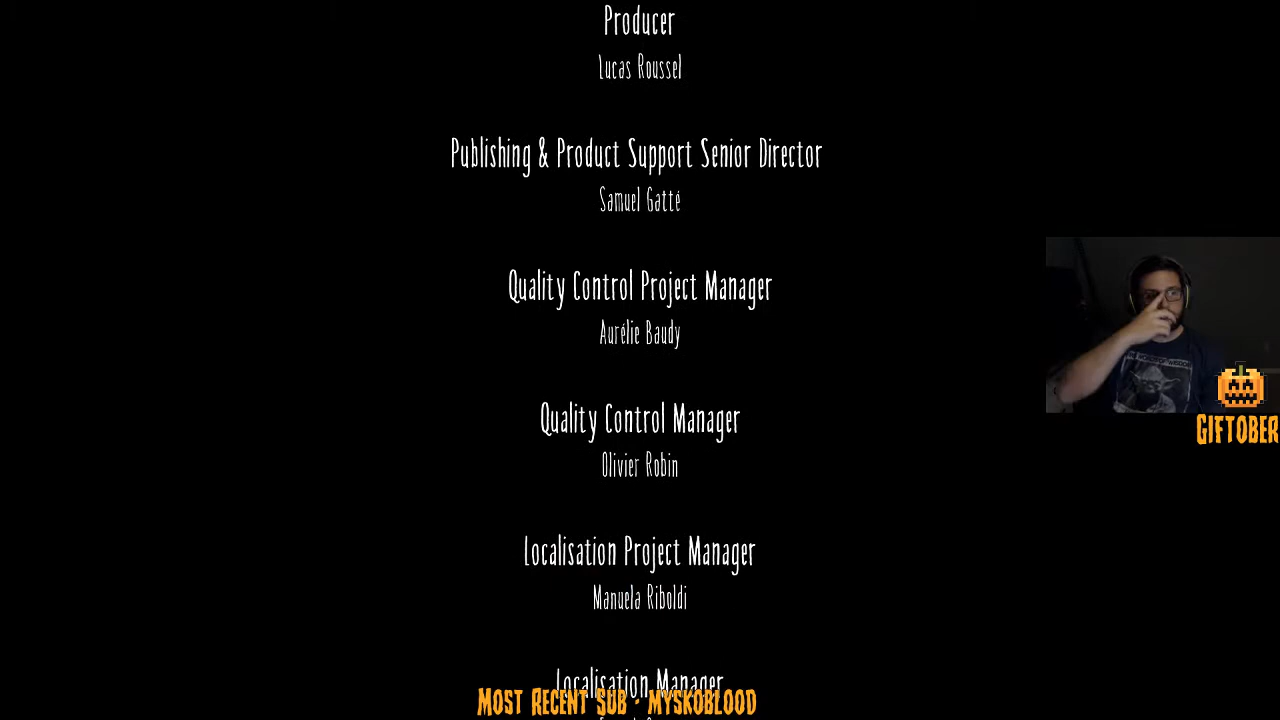 Producer
Lucas Roussel
Publishing & Product Support Senior Director
Samuel Gatté
Quality Control Project Manager
Aurélie Baudy
Quality Control Manager
Olivier Robin
Localisation Project Manager
Manuela Riboldi
Localisation Manager
Most Recent Sub - myskoblood
Giftober